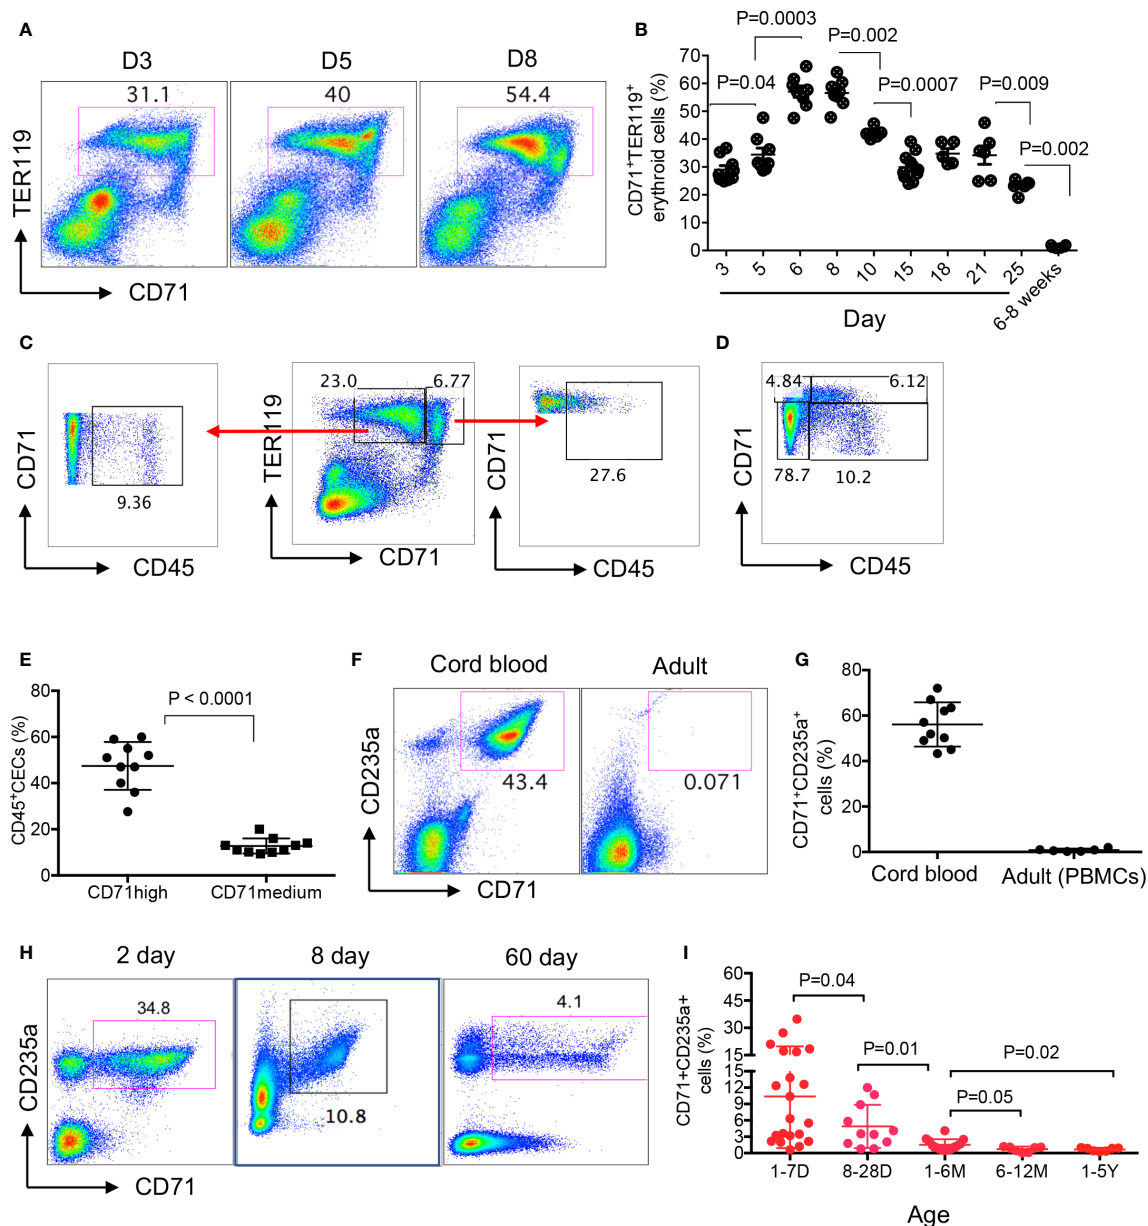 A
D3 D5 D8
31.1 40 54.4
TER119
CD71
B
P=0.0003
P=0.002
P=0.04
P=0.0007
P=0.009
P=0.002
CD71+TER119+
erythroid cells (%)
70
60
50
40
30
20
10
0
3 5 6 8 10 15 18 21 25 6-8 weeks
Day
C
CD71
9.36
CD45
TER119
23.0 6.77
CD71
CD71
27.6
CD45
D
4.84 6.12
CD71
78.7 10.2
CD45
E
P < 0.0001
CD45+CECs (%)
80
60
40
20
0
CD71high CD71medium
F
Cord blood Adult
CD235a
43.4 0.071
CD71
G
CD71+CD235a+
cells (%)
80
60
40
20
0
Cord blood Adult (PBMCs)
H
2 day 8 day 60 day
34.8 10.8 4.1
CD235a
CD71
I
P=0.04
P=0.01
P=0.02
P=0.05
CD71+CD235a+
cells (%)
60
45
30
15
15
12
9
6
3
0
1-7D 8-28D 1-6M 6-12M 1-5Y
Age